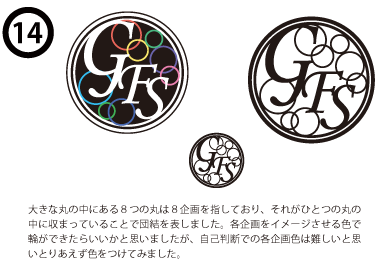 14
GFS
GFS
GFS
大きな丸の中にある８つの丸は８企画を指しており、それがひとつの丸の
中に収まっていることで団結を表しました。各企画をイメージさせる色で
輪ができたらいいかと思いましたが、自己判断での各企画色は難しいと思
いとりあえず色をつけてみました。